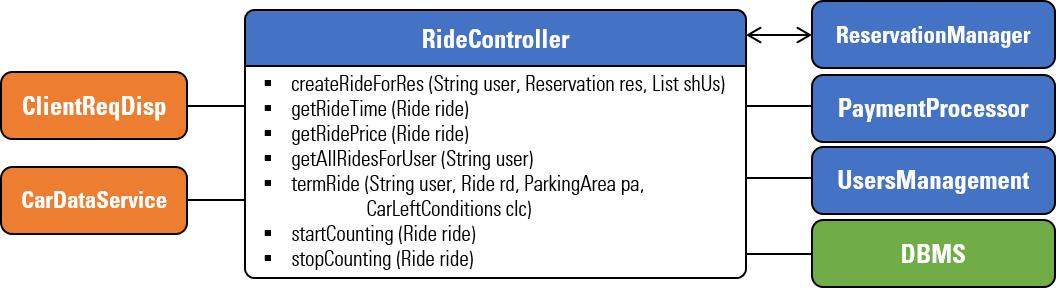 RideController
ClientReqDisp
CarDataService
▪ createRideForRes (String user, Reservation res, List shUs)
▪ getRideTime (Ride ride)
▪ getRidePrice (Ride ride)
▪ getAllRidesForUser (String user)
▪ termRide (String user, Ride rd, ParkingArea pa,
CarLeftConditions clc)
▪ startCounting (Ride ride)
▪ stopCounting (Ride ride)
ReservationManager
PaymentProcessor
UsersManagement
DBMS